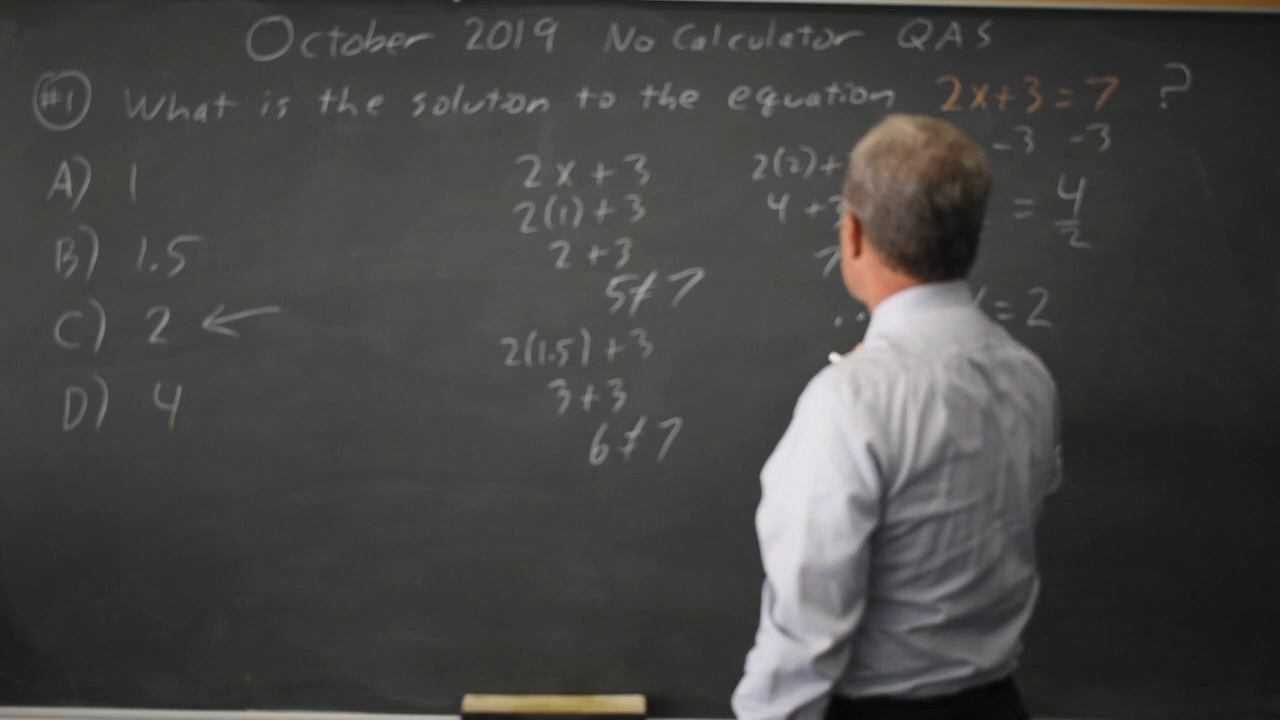 October 2019 No Calculator QAS
#1 What is the solution to the equation 2x+3=7 ?
-3 -3
A) 1
B) 1.5
C) 2 ←
D) 4
2x+3
2(1)+3
2+3
5≠7
2(1.5)+3
3+3
6≠7
2(2)+
4+3
7
= 4
2
=2